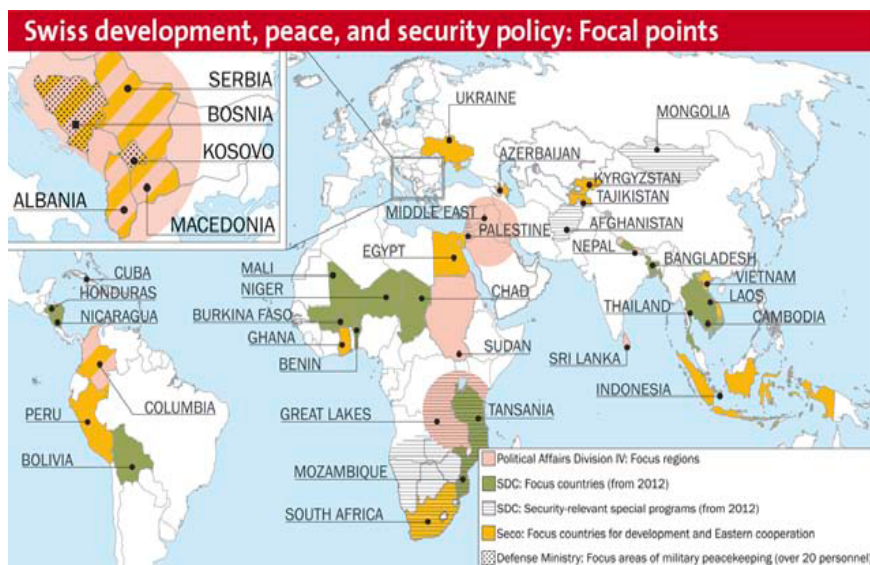 Swiss development, peace, and security policy: Focal points
SERBIA
BOSNIA
KOSOVO
ALBANIA
MACEDONIA
UKRAINE
MONGOLIA
AZERBAIJAN
KYRGYZSTAN
TAJIKISTAN
MIDDLE EAST
PALESTINE
AFGHANISTAN
EGYPT
NEPAL
BANGLADESH
CUBA
MALI
VIETNAM
HONDURAS
NIGER
CHAD
LAOS
NICARAGUA
BURKINA FASO
THAILAND
CAMBODIA
GHANA
SUDAN
BENIN
SRI LANKA
INDONESIA
PERU
COLUMBIA
GREAT LAKES
TANSANIA
BOLIVIA
MOZAMBIQUE
SOUTH AFRICA
Political Affairs Division IV: Focus regions
SDC: Focus countries (from 2012)
SDC: Security-relevant special programs (from 2012)
Seco: Focus countries for development and Eastern cooperation
Defense Ministry: Focus areas of military peacekeeping (over 20 personnel)